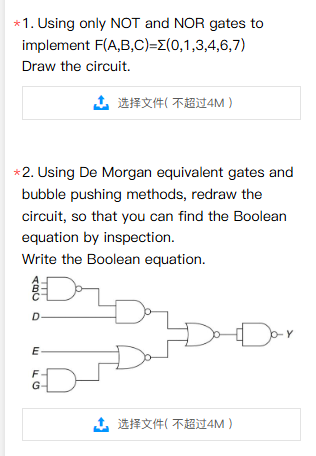 *1. Using only NOT and NOR gates to
implement F(A,B,C)=Σ(0,1,3,4,6,7)
Draw the circuit.
选择文件( 不超过4M )
*2. Using De Morgan equivalent gates and
bubble pushing methods, redraw the
circuit, so that you can find the Boolean
equation by inspection.
Write the Boolean equation.
A
B
C
D
Y
E
F
G
选择文件( 不超过4M )